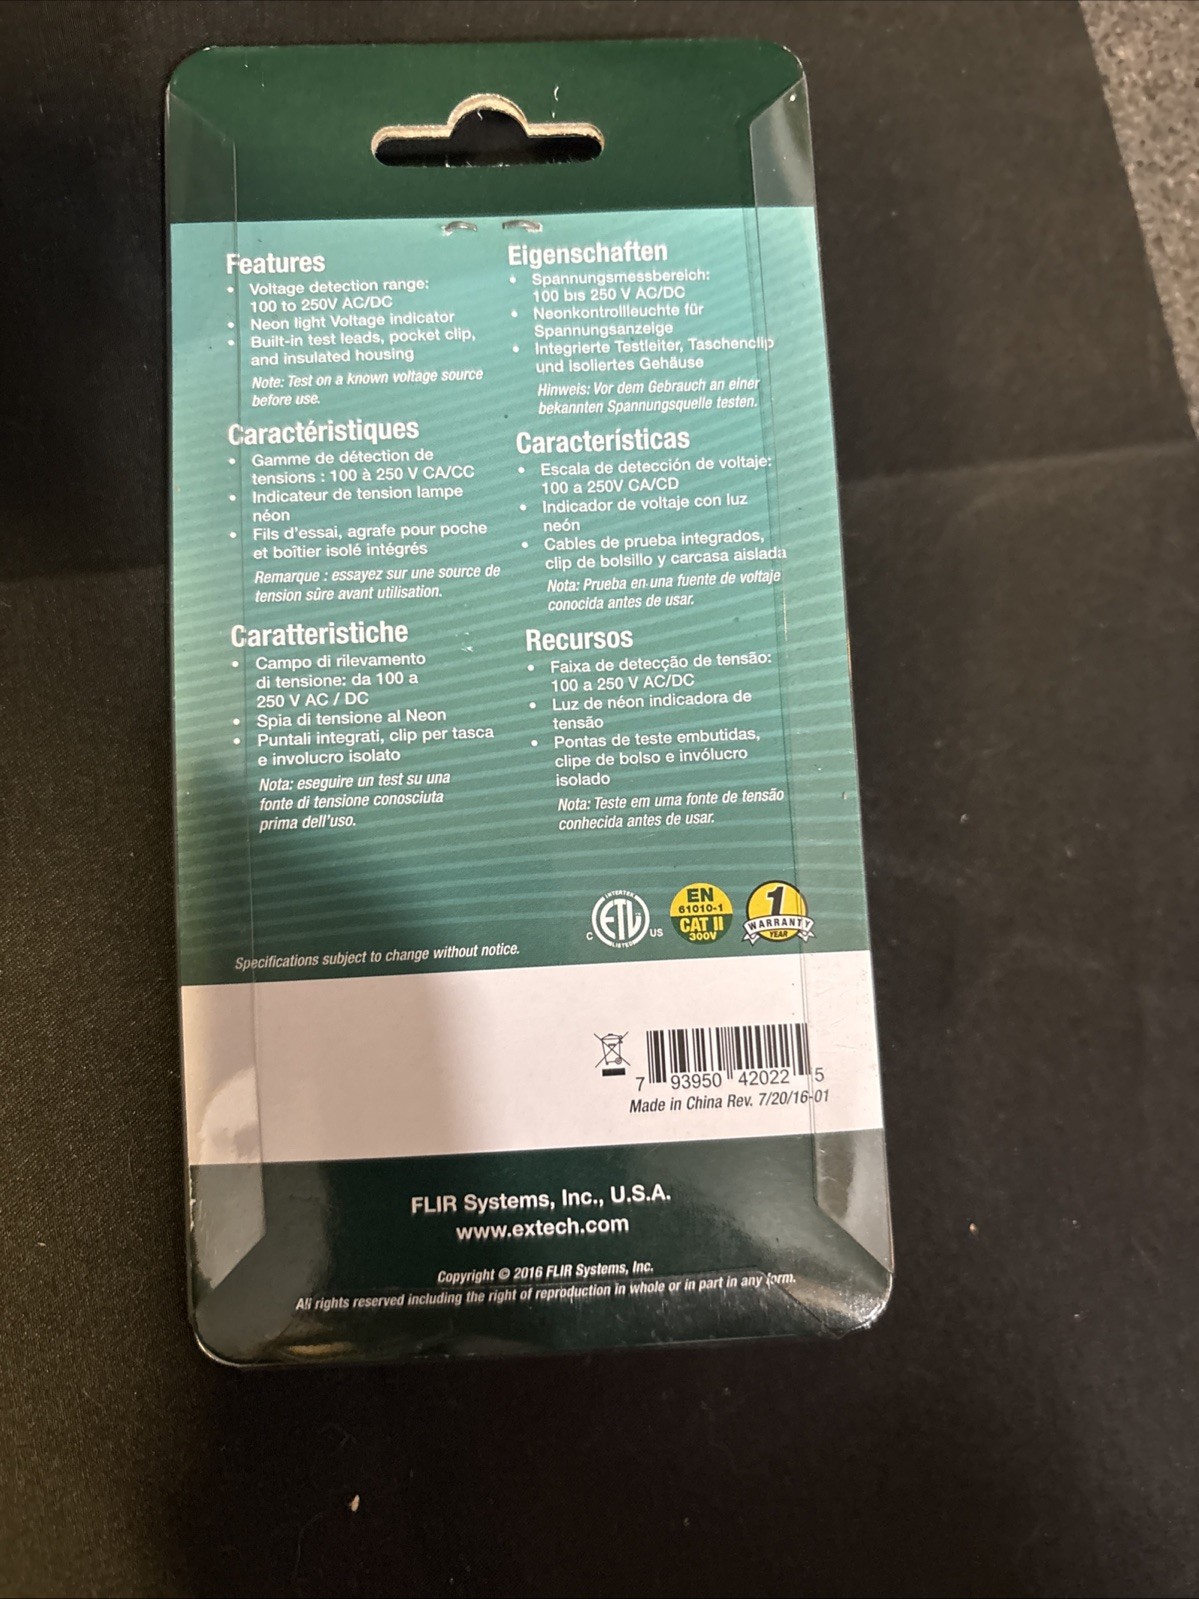 Features
• Voltage detection range:
100 to 250V AC/DC
• Neon light Voltage indicator
• Built-in test leads, pocket clip,
and insulated housing
Note: Test on a known voltage source
before use.
Eigenschaften
• Spannungsmessbereich:
100 bis 250 V AC/DC
• Neonkontrollleuchte für
Spannungsanzeige
• Integrierte Testleiter, Taschenclip
und isoliertes Gehäuse
Hinweis: Vor dem Gebrauch an einer
bekannten Spannungsquelle testen.
Caractéristiques
• Gamme de détection de
tensions : 100 à 250 V CA/CC
• Indicateur de tension lampe
néon
• Fils d'essai, agrafe pour poche
et boîtier isolé intégrés
Remarque : essayez sur une source de
tension sûre avant utilisation.
Características
• Escala de detección de voltaje:
100 a 250V CA/CD
• Indicador de voltaje con luz
neón
• Cables de prueba integrados,
clip de bolsillo y carcasa aislada
Nota: Prueba en una fuente de voltaje
conocida antes de usar.
Caratteristiche
• Campo di rilevamento
di tensione: da 100 a
250 V AC / DC
• Spia di tensione al Neon
• Puntali integrati, clip per tasca
e involucro isolato
Nota: eseguire un test su una
fonte di tensione conosciuta
prima dell'uso.
Recursos
• Faixa de detecção de tensão:
100 a 250 V AC/DC
• Luz de néon indicadora de
tensão
• Pontas de teste embutidas,
clipe de bolso e invólucro
isolado
Nota: Teste em uma fonte de tensão
conhecida antes de usar.
INTERTEK
C ETL US
LISTED
EN
61010-1
CAT II
300V
1
WARRANTY
YEAR
Specifications subject to change without notice.
7 93950 42022 5
Made in China Rev. 7/20/16-01
FLIR Systems, Inc., U.S.A.
www.extech.com
Copyright © 2016 FLIR Systems, Inc.
All rights reserved including the right of reproduction in whole or in part in any form.